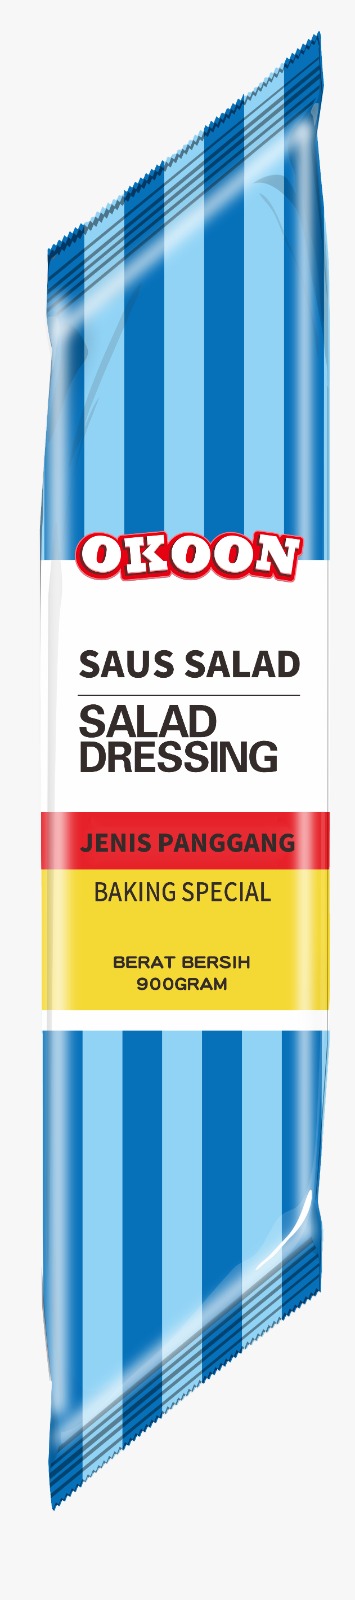 OKOON
SAUS SALAD
SALAD
DRESSING
JENIS PANGGANG
BAKING SPECIAL
BERAT BERSIH
900GRAM